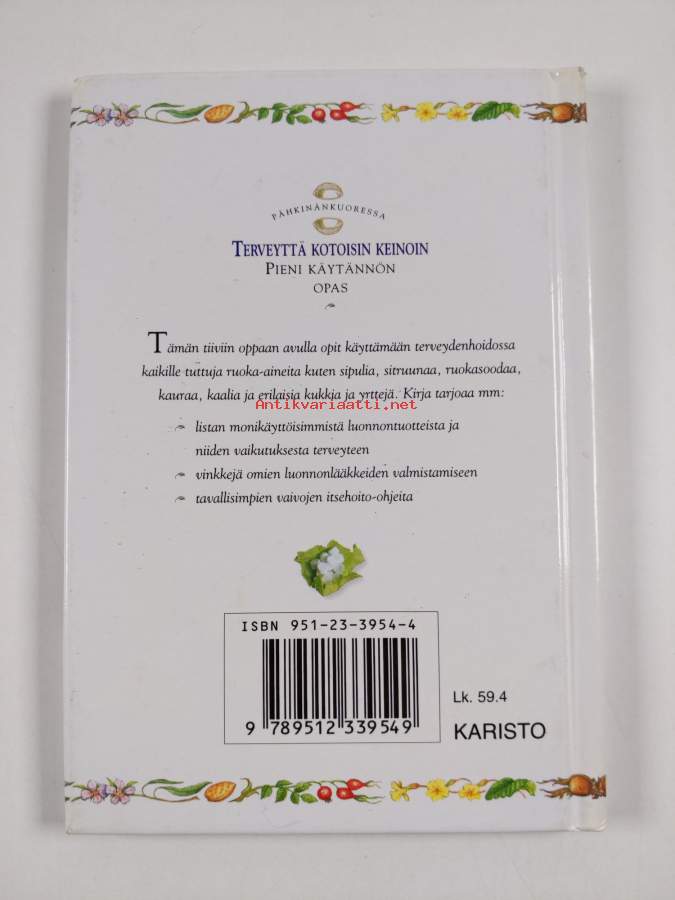 PÄHKINÄNKUORESSA
TERVEYTTÄ KOTOISIN KEINOIN
PIENI KÄYTÄNNÖN
OPAS
Tämän tiiviin oppaan avulla opit käyttämään terveydenhoidossa
kaikille tuttuja ruoka-aineita kuten sipulia, sitruunaa, ruokasoodaa,
kauraa, kaalia ja erilaisia kukkia ja yrttejä. Kirja tarjoaa mm:
Antikvariaatti.net
listan monikäyttöisimmistä luonnontuotteista ja
niiden vaikutuksesta terveyteen
vinkkejä omien luonnonlääkkeiden valmistamiseen
tavallisimpien vaivojen itsehoito-ohjeita
ISBN 951-23-3954-4
9 789512 339549
Lk. 59.4
KARISTO